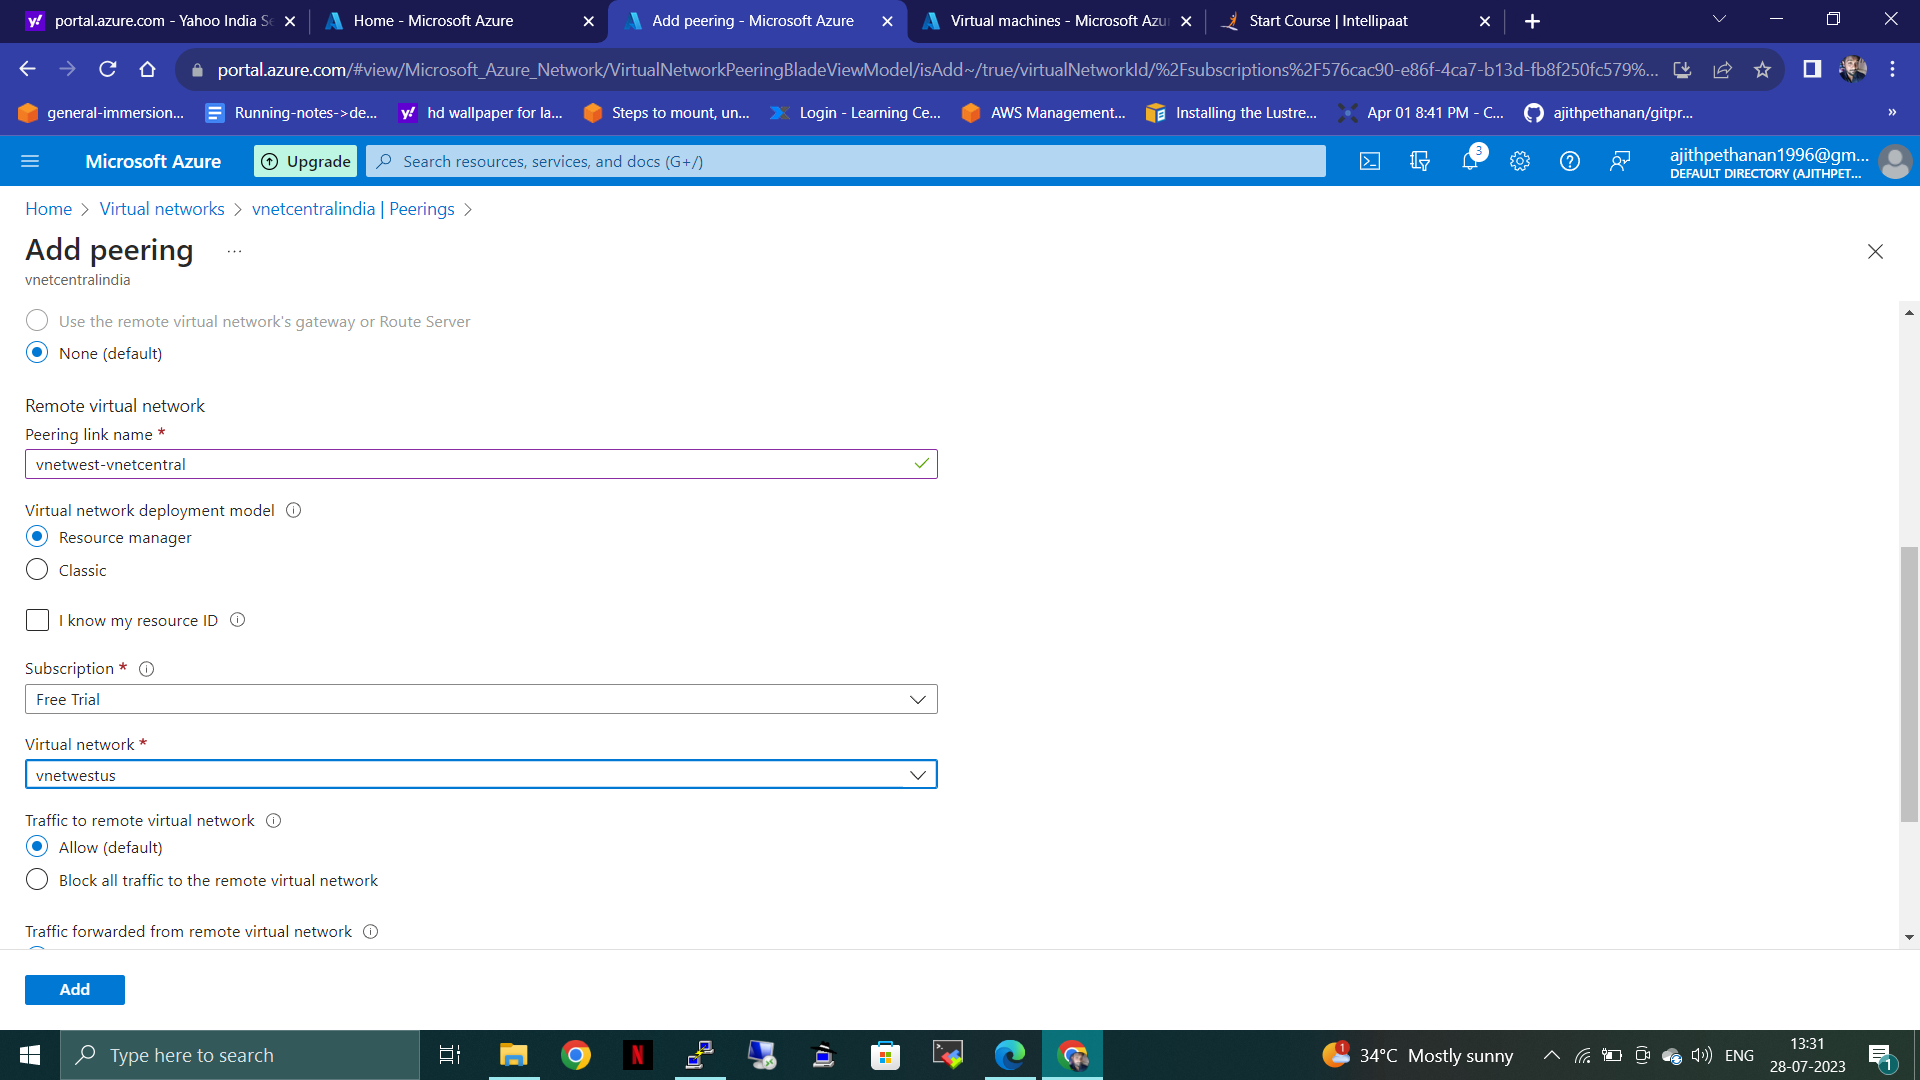 portal.azure.com - Yahoo India Se
Home - Microsoft Azure
Add peering - Microsoft Azure
Virtual machines - Microsoft Azur
Start Course | Intellipaat
portal.azure.com/#view/Microsoft_Azure_Network/VirtualNetworkPeeringBladeViewModel/isAdd~/true/virtualNetworkId/%2Fsubscriptions%2F576cac90-e86f-4ca7-b13d-fb8f250fc579%...
general-immersion...
Running-notes->de...
hd wallpaper for la...
Steps to mount, un...
Login - Learning Ce...
AWS Management...
Installing the Lustre...
Apr 01 8:41 PM - C...
ajithpethanan/gitpr...
»
Microsoft Azure
Upgrade
Search resources, services, and docs (G+/)
3
ajithpethanan1996@gm...
DEFAULT DIRECTORY (AJITHPET...
Home > Virtual networks > vnetcentralindia | Peerings >
Add peering ...
vnetcentralindia
Use the remote virtual network's gateway or Route Server
None (default)
Remote virtual network
Peering link name *
vnetwest-vnetcentral
Virtual network deployment model
Resource manager
Classic
I know my resource ID
Subscription *
Free Trial
Virtual network *
vnetwestus
Traffic to remote virtual network
Allow (default)
Block all traffic to the remote virtual network
Traffic forwarded from remote virtual network
Add
Type here to search
1
34°C Mostly sunny
ENG
13:31
28-07-2023
1